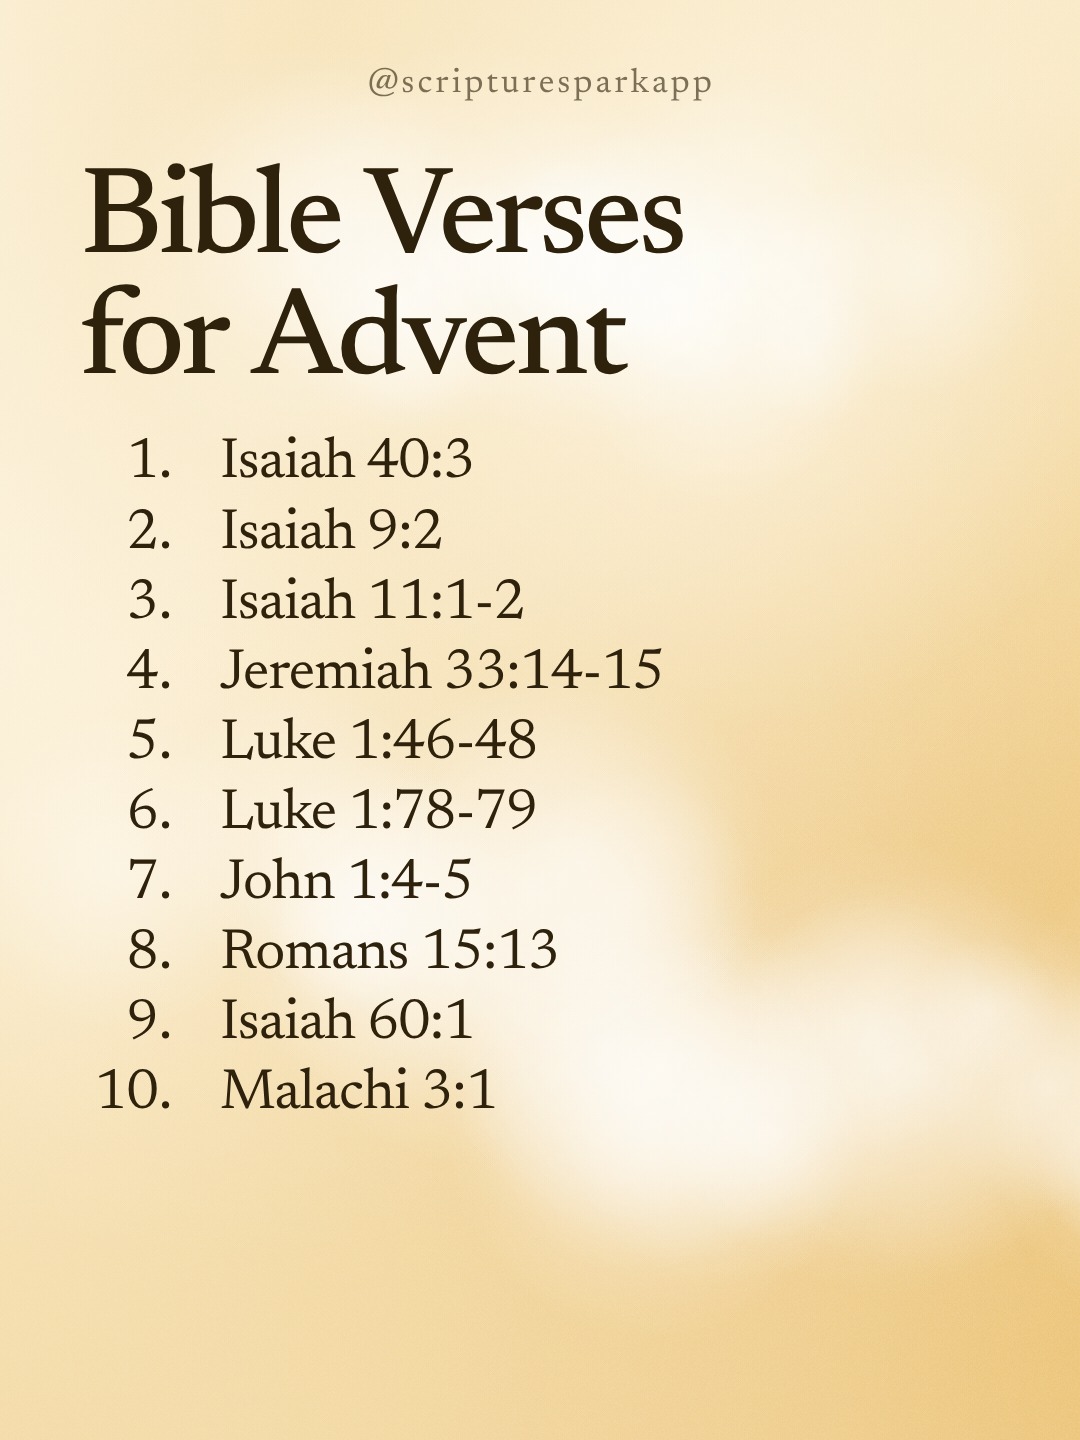 @scripturesparkapp
Bible Verses
for Advent
1. Isaiah 40:3
2. Isaiah 9:2
3. Isaiah 11:1-2
4. Jeremiah 33:14-15
5. Luke 1:46-48
6. Luke 1:78-79
7. John 1:4-5
8. Romans 15:13
9. Isaiah 60:1
10. Malachi 3:1